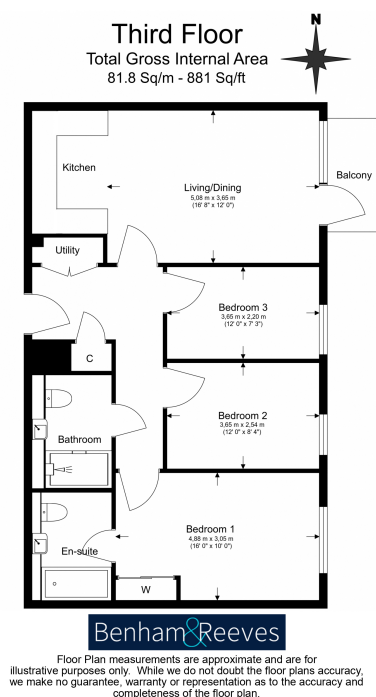 Third Floor
Total Gross Internal Area
81.8 Sq/m - 881 Sq/ft
N
Kitchen
Living/Dining
5,08 m x 3,65 m
(16' 8" x 12' 0")
Balcony
Utility
Bedroom 3
3,65 m x 2,20 m
(12' 0" x 7' 3")
C
Bedroom 2
3,65 m x 2,54 m
(12' 0" x 8' 4")
Bathroom
Bedroom 1
4,88 m x 3,05 m
(16' 0" x 10' 0")
En-suite
W
Benham&Reeves
Floor Plan measurements are approximate and are for
illustrative purposes only. While we do not doubt the floor plans accuracy,
we make no guarantee, warranty or representation as to the accuracy and
completeness of the floor plan.